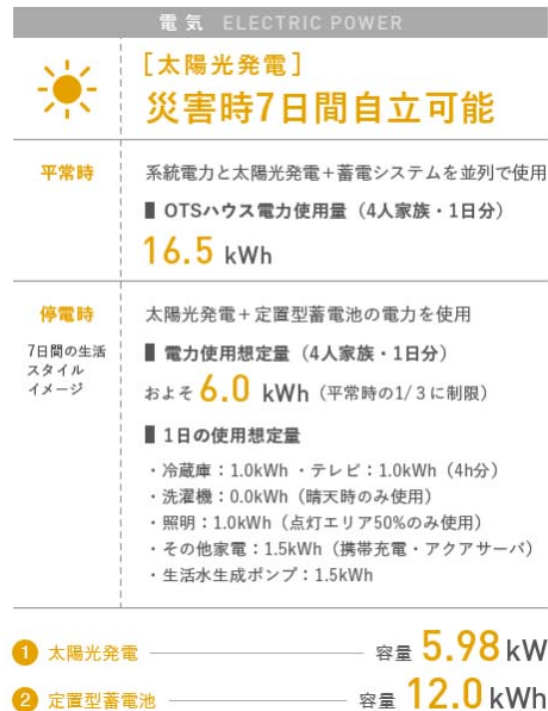 電気 ELECTRIC POWER
［太陽光発電］
災害時7日間自立可能
平常時
系統電力と太陽光発電＋蓄電システムを並列で使用
■ OTSハウス電力使用量（4人家族・1日分）
16.5 kWh
停電時
7日間の生活
スタイル
イメージ
太陽光発電＋定置型蓄電池の電力を使用
■ 電力使用想定量（4人家族・1日分）
およそ 6.0 kWh（平常時の1/3に制限）
■ 1日の使用想定量
・冷蔵庫：1.0kWh ・テレビ：1.0kWh（4h分）
・洗濯機：0.0kWh（晴天時のみ使用）
・照明：1.0kWh（点灯エリア50%のみ使用）
・その他家電：1.5kWh（携帯充電・アクアサーバ）
・生活水生成ポンプ：1.5kWh
1 太陽光発電 容量 5.98 kW
2 定置型蓄電池 容量 12.0 kWh